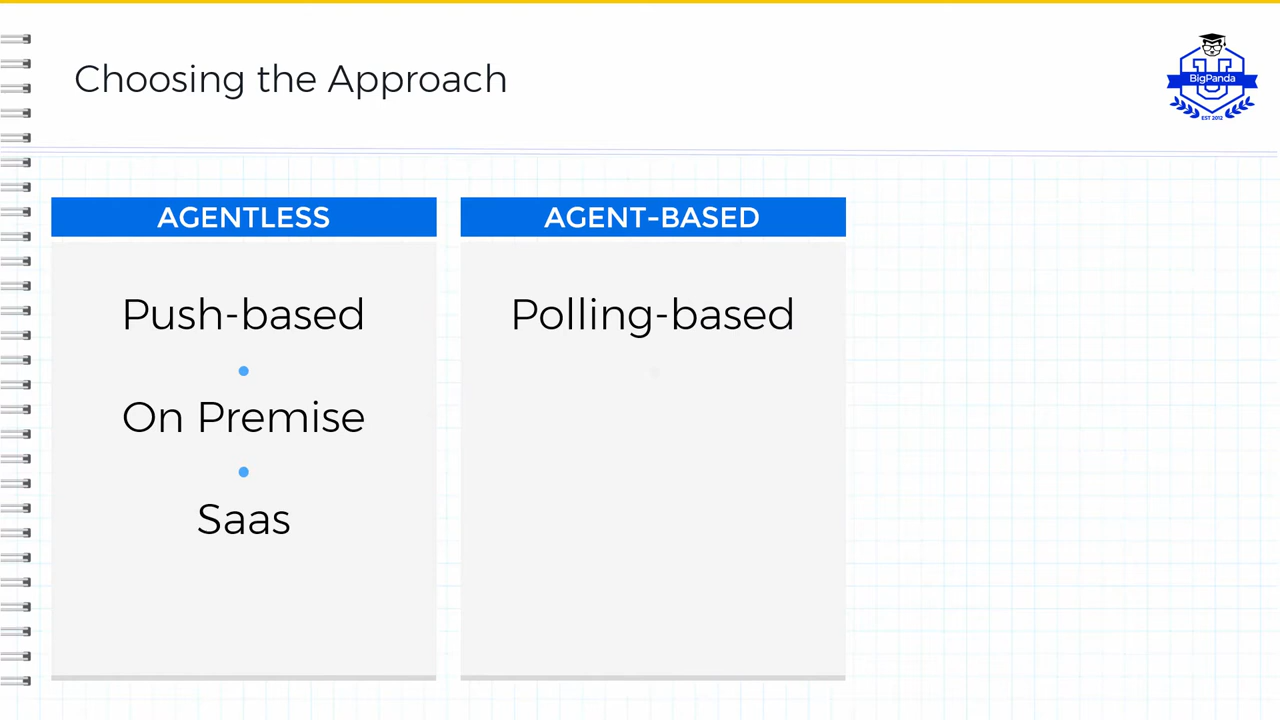 Choosing the Approach
BigPanda
U
EST 2012
AGENTLESS
Push-based
On Premise
Saas
AGENT-BASED
Polling-based